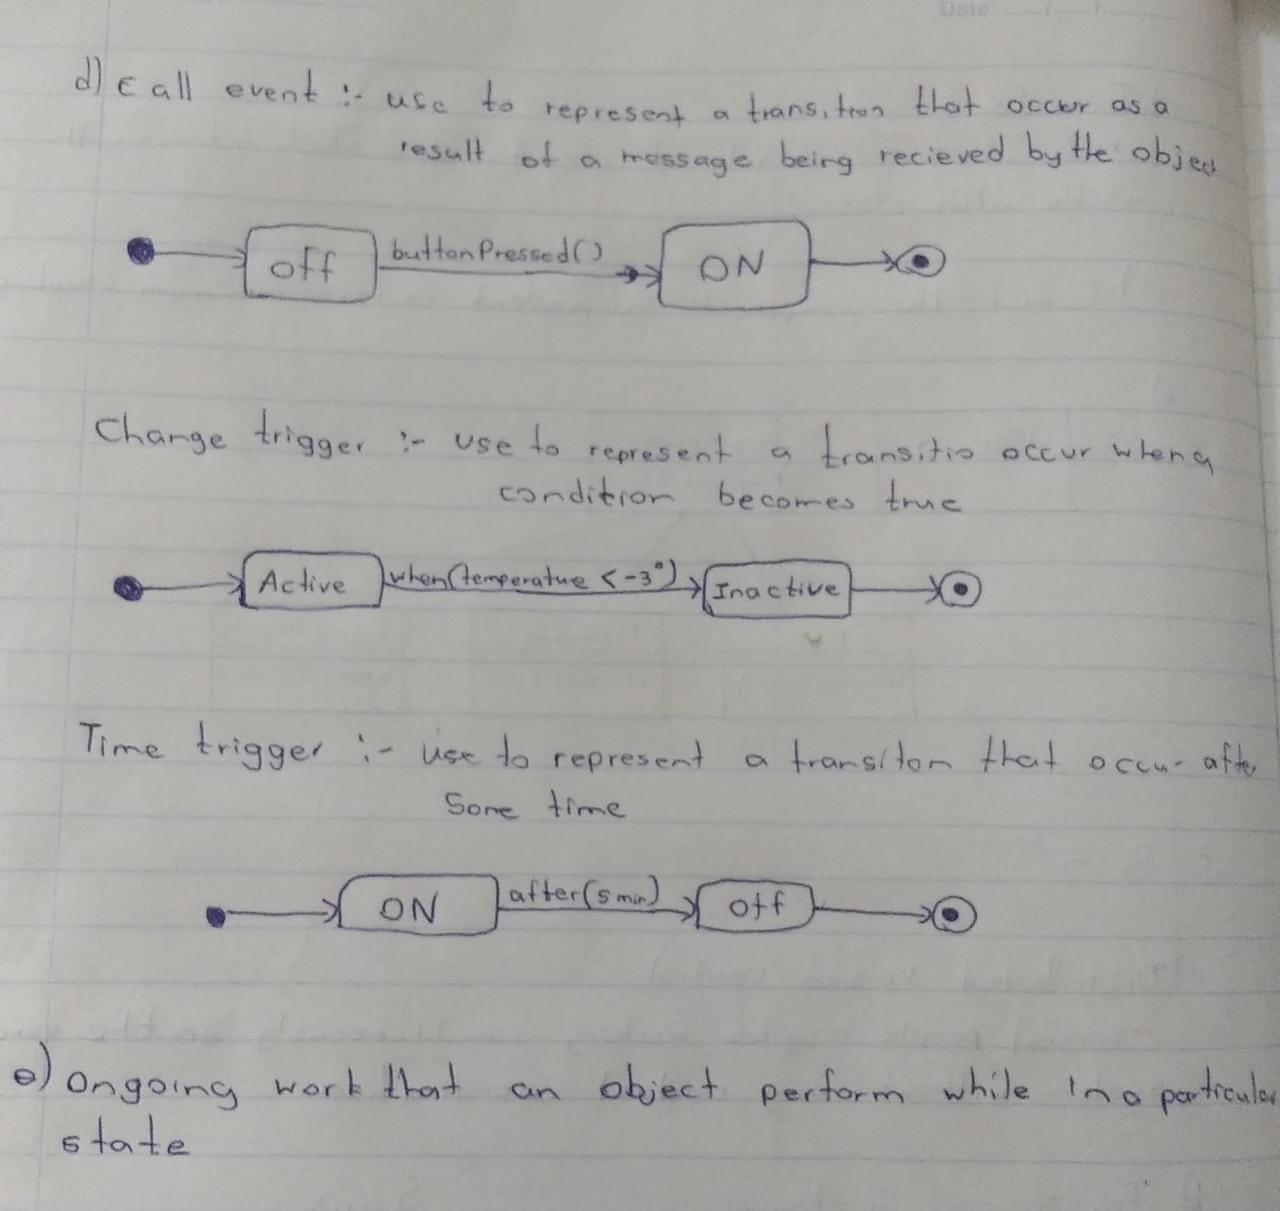 Date
d) call event :- use to represent a transition that occur as a
result of a message being recieved by the object
off buttonPressed() ON
Change trigger :- use to represent a transitio occur when a
condition becomes true
Active when(temperature < -3°) Inactive
Time trigger :- use to represent a transiton that occur after
Some time
ON after(5 min) off
e) ongoing work that an object perform while in a particular
state